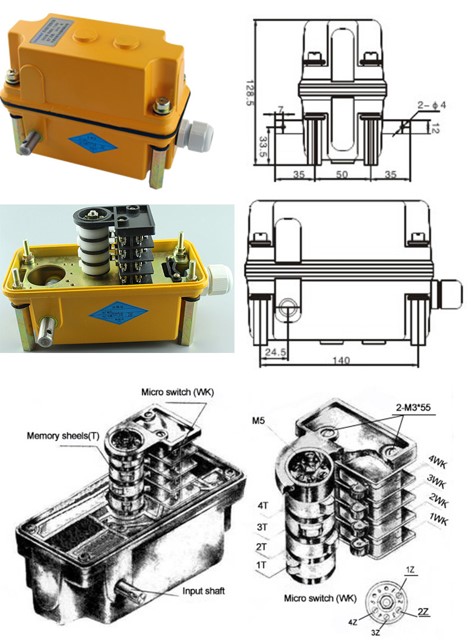 128.5
7
33.5
35
50
35
2-φ4
12
24.5
140
Micro switch (WK)
Memory sheels(T)
Input shaft
2-M3*55
M5
4WK
3WK
2WK
1WK
4T
3T
2T
1T
Micro switch (WK)
1Z
2Z
3Z
4Z